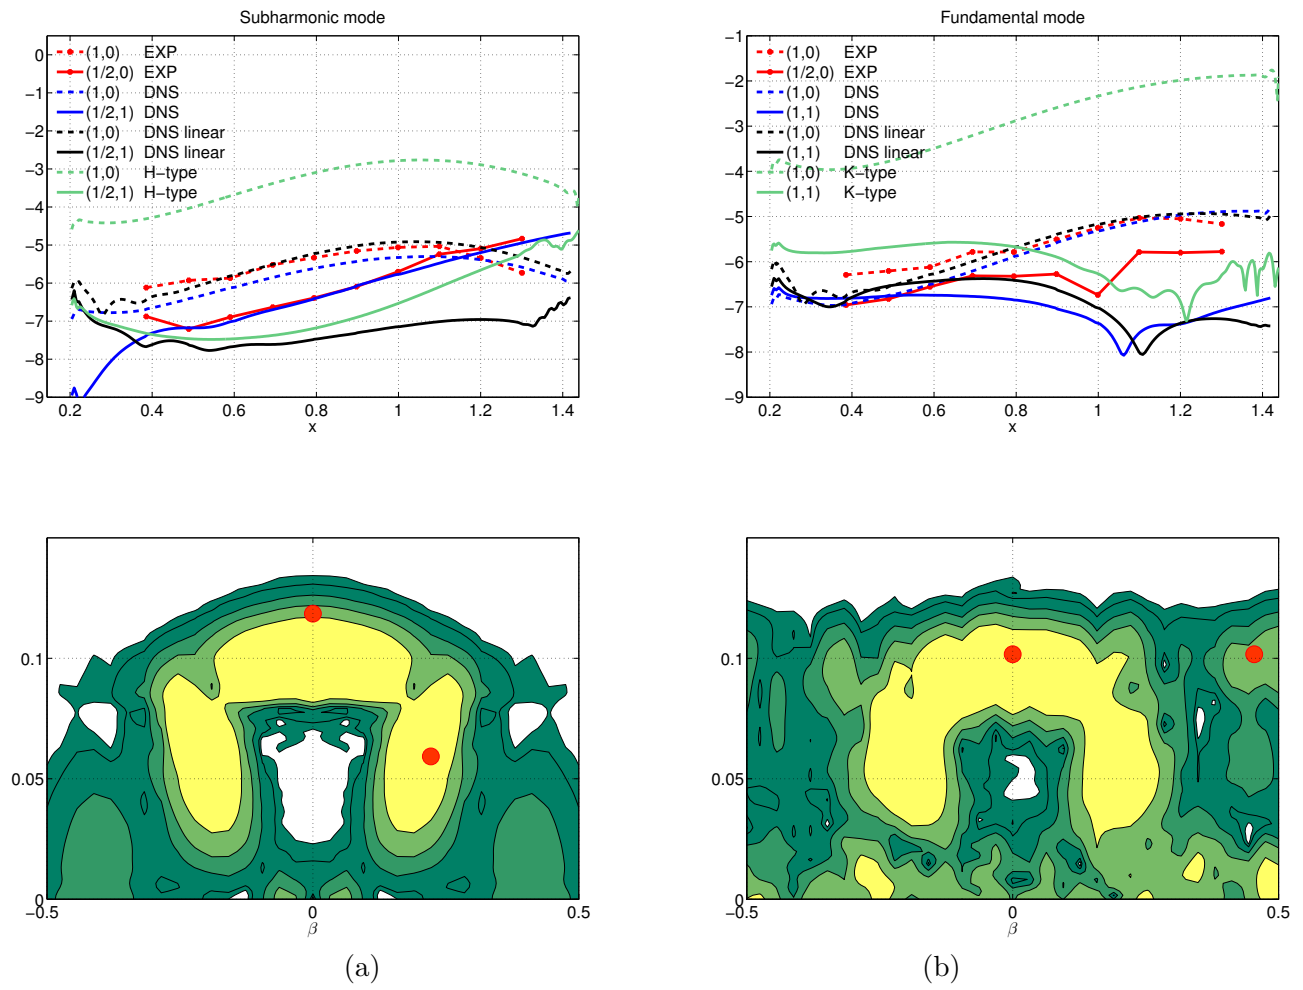 Subharmonic mode
0
−1
−2
−3
−4
−5
−6
−7
−8
−9
(1,0) EXP
(1/2,0) EXP
(1,0) DNS
(1/2,1) DNS
(1,0) DNS linear
(1/2,1) DNS linear
(1,0) H−type
(1/2,1) H−type
0.2 0.4 0.6 0.8 1 1.2 1.4
x
Fundamental mode
−1
−2
−3
−4
−5
−6
−7
−8
−9
(1,0) EXP
(1/2,0) EXP
(1,0) DNS
(1,1) DNS
(1,0) DNS linear
(1,1) DNS linear
(1,0) K−type
(1,1) K−type
0.2 0.4 0.6 0.8 1 1.2 1.4
x
0.1
0.05
0
−0.5 0 0.5
β
(a)
0.1
0.05
0
−0.5 0 0.5
β
(b)